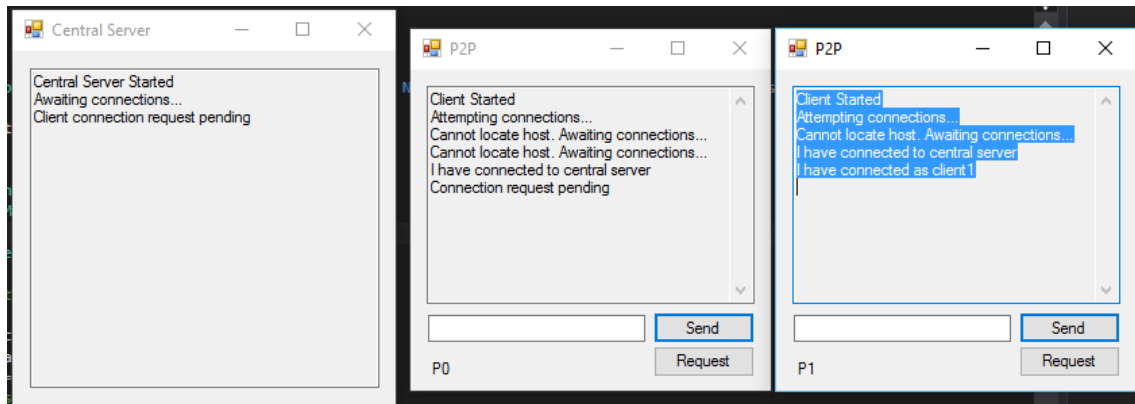 Central Server
Central Server Started
Awaiting connections...
Client connection request pending
P2P
Client Started
Attempting connections...
Cannot locate host. Awaiting connections...
Cannot locate host. Awaiting connections...
I have connected to central server
Connection request pending
Send
Request
P0
P2P
Client Started
Attempting connections...
Cannot locate host. Awaiting connections...
I have connected to central server
I have connected as client1
Send
Request
P1